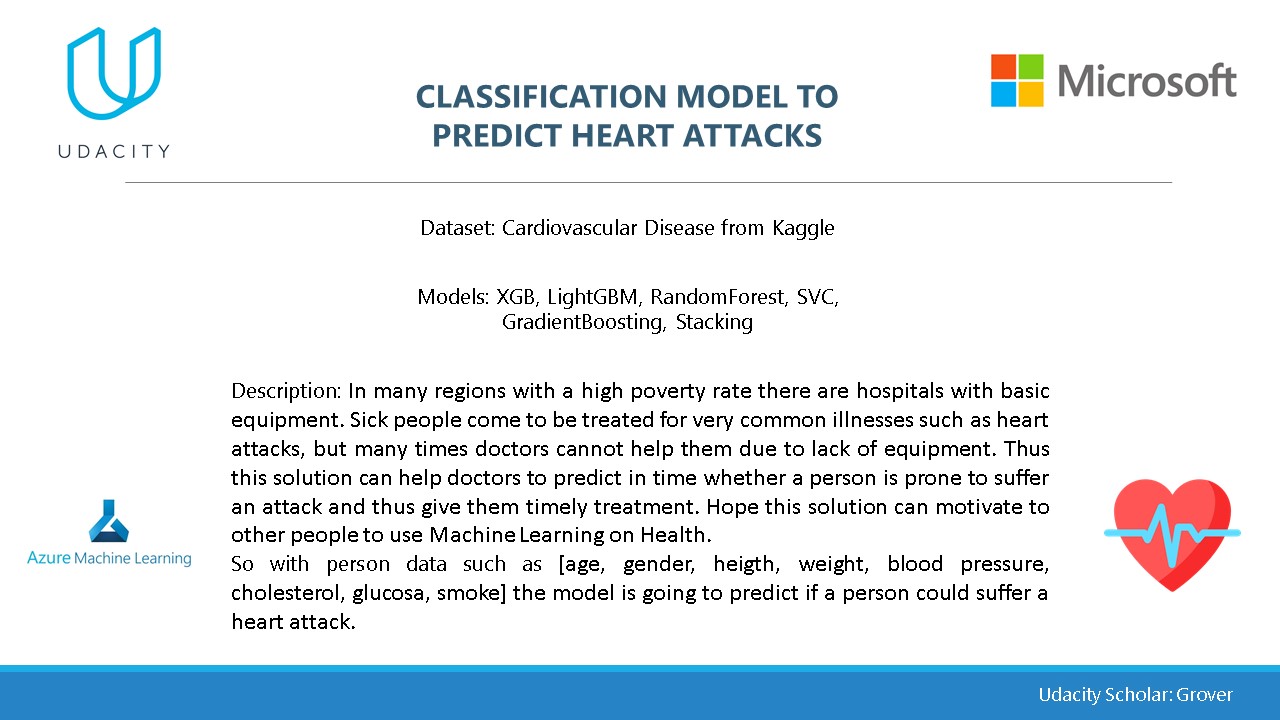 UDACITY
CLASSIFICATION MODEL TO
PREDICT HEART ATTACKS
Microsoft
Dataset: Cardiovascular Disease from Kaggle
Models: XGB, LightGBM, RandomForest, SVC,
GradientBoosting, Stacking
Description: In many regions with a high poverty rate there are hospitals with basic
equipment. Sick people come to be treated for very common illnesses such as heart
attacks, but many times doctors cannot help them due to lack of equipment. Thus
this solution can help doctors to predict in time whether a person is prone to suffer
an attack and thus give them timely treatment. Hope this solution can motivate to
other people to use Machine Learning on Health.
So with person data such as [age, gender, heigth, weight, blood pressure,
cholesterol, glucosa, smoke] the model is going to predict if a person could suffer a
heart attack.
Azure Machine Learning
Udacity Scholar: Grover